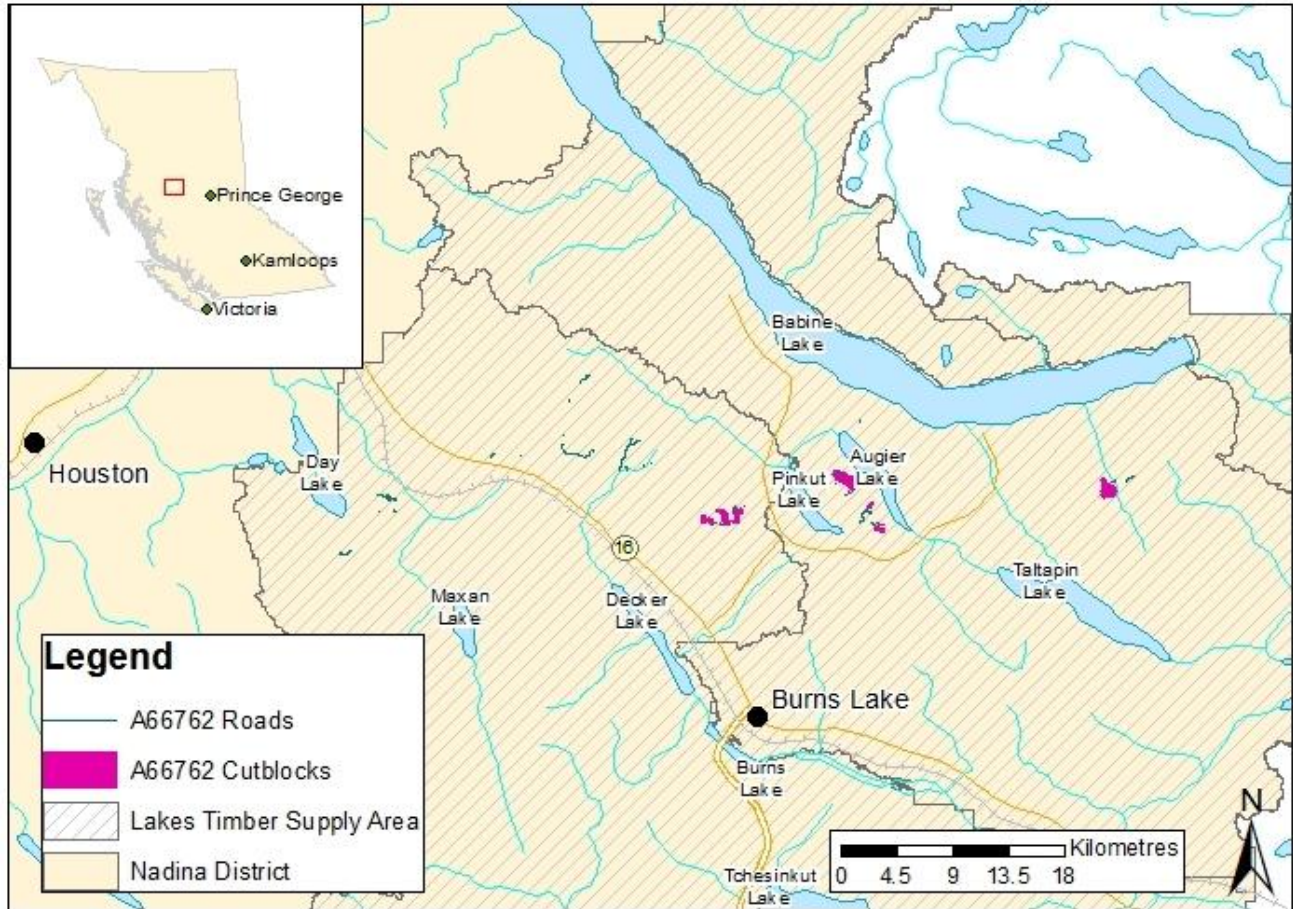 Prince George
Kamloops
Victoria
Babine
Lake
Houston
Day
Lake
Pinkut
Lake
Augier
Lake
16
Maxan
Lake
Decker
Lake
Taltapin
Lake
Burns Lake
Burns
Lake
Tchesinkut
Lake
Legend
A66762 Roads
A66762 Cutblocks
Lakes Timber Supply Area
Nadina District
Kilometres
0 4.5 9 13.5 18
N